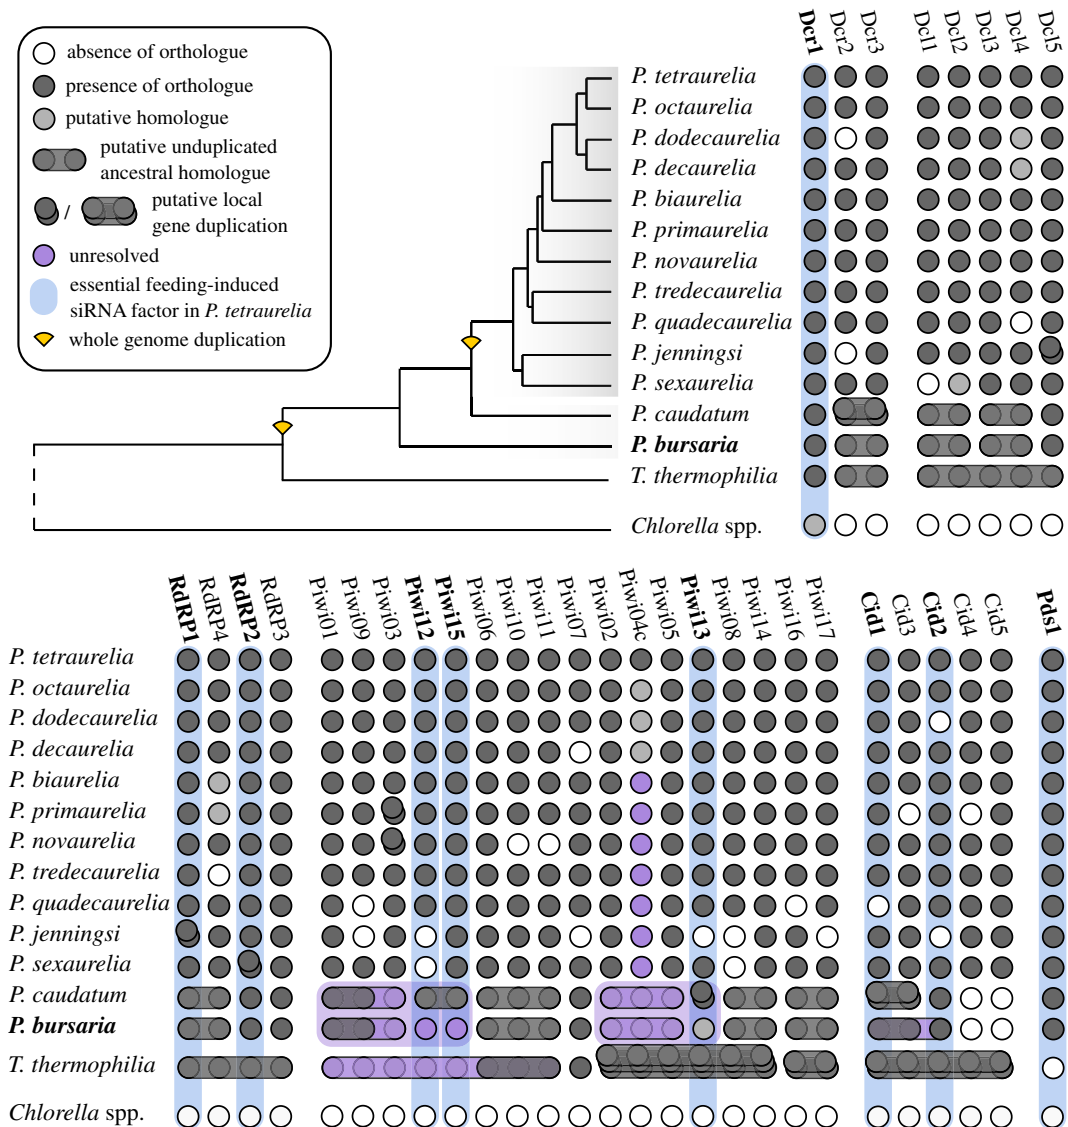 absence of orthologue
presence of orthologue
putative homologue
putative unduplicated
ancestral homologue
/
putative local
gene duplication
unresolved
essential feeding-induced
siRNA factor in P. tetraurelia
whole genome duplication
Dcr1 Dcr2 Dcr3 Dcl1 Dcl2 Dcl3 Dcl4 Dcl5
P. tetraurelia
P. octaurelia
P. dodecaurelia
P. decaurelia
P. biaurelia
P. primaurelia
P. novaurelia
P. tredecaurelia
P. quadecaurelia
P. jenningsi
P. sexaurelia
P. caudatum
P. bursaria
T. thermophilia
Chlorella spp.
RdRP1 RdRP4 RdRP2 RdRP3 Piwi01 Piwi09 Piwi03 Piwi12 Piwi15 Piwi06 Piwi10 Piwi11 Piwi07 Piwi02 Piwi04c Piwi05 Piwi13 Piwi08 Piwi14 Piwi16 Piwi17 Cid1 Cid3 Cid2 Cid4 Cid5 Pds1
P. tetraurelia
P. octaurelia
P. dodecaurelia
P. decaurelia
P. biaurelia
P. primaurelia
P. novaurelia
P. tredecaurelia
P. quadecaurelia
P. jenningsi
P. sexaurelia
P. caudatum
P. bursaria
T. thermophilia
Chlorella spp.